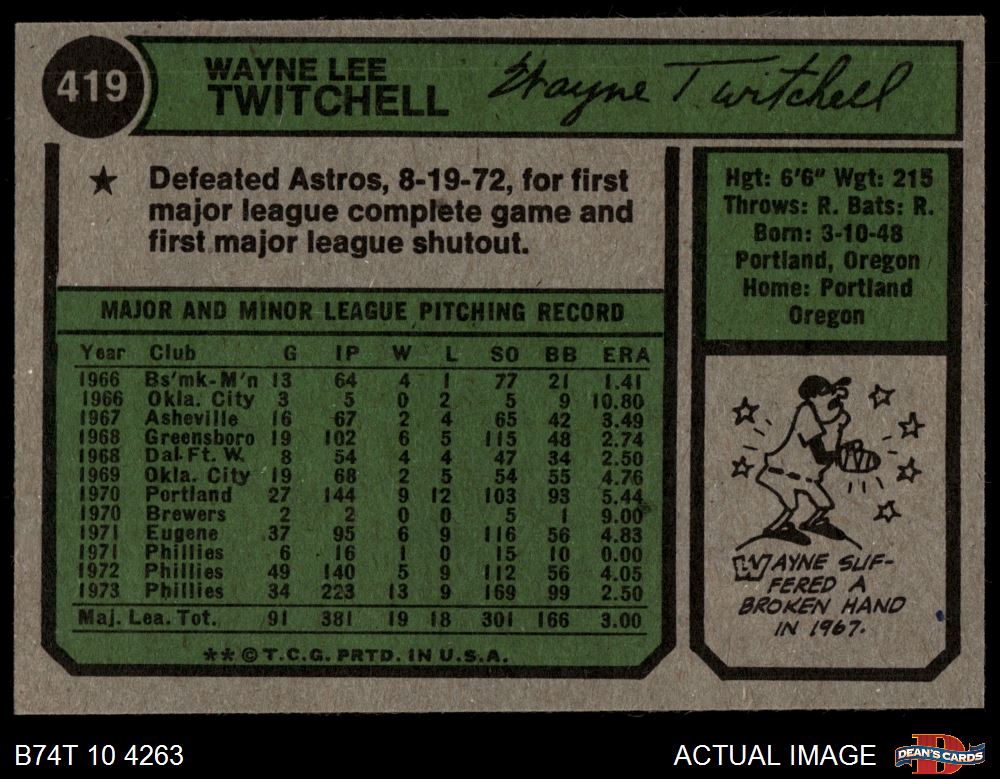 419
WAYNE LEE
TWITCHELL
Wayne Twitchell
★ Defeated Astros, 8-19-72, for first
major league complete game and
first major league shutout.
MAJOR AND MINOR LEAGUE PITCHING RECORD
Year Club G IP W L SO BB ERA
1966 Bs'mk-M'n 13 64 4 1 77 21 1.41
1966 Okla. City 3 5 0 2 5 9 10.80
1967 Asheville 16 67 2 4 65 42 3.49
1968 Greensboro 19 102 6 5 115 48 2.74
1968 Dal-Ft. W. 8 54 4 4 47 34 2.50
1969 Okla. City 19 68 2 5 54 55 4.76
1970 Portland 27 144 9 12 103 93 5.44
1970 Brewers 2 2 0 0 5 1 9.00
1971 Eugene 37 95 6 9 116 56 4.83
1971 Phillies 6 16 1 0 15 10 0.00
1972 Phillies 49 140 5 9 112 56 4.05
1973 Phillies 34 223 13 9 169 99 2.50
Maj. Lea. Tot. 91 381 19 18 301 166 3.00
** © T.C.G. PRTD. IN U.S.A.
Hgt: 6'6" Wgt: 215
Throws: R. Bats: R.
Born: 3-10-48
Portland, Oregon
Home: Portland
Oregon
WAYNE SUF-
FERED A
BROKEN HAND
IN 1967.
B74T 10 4263
ACTUAL IMAGE
DEAN'S CARDS